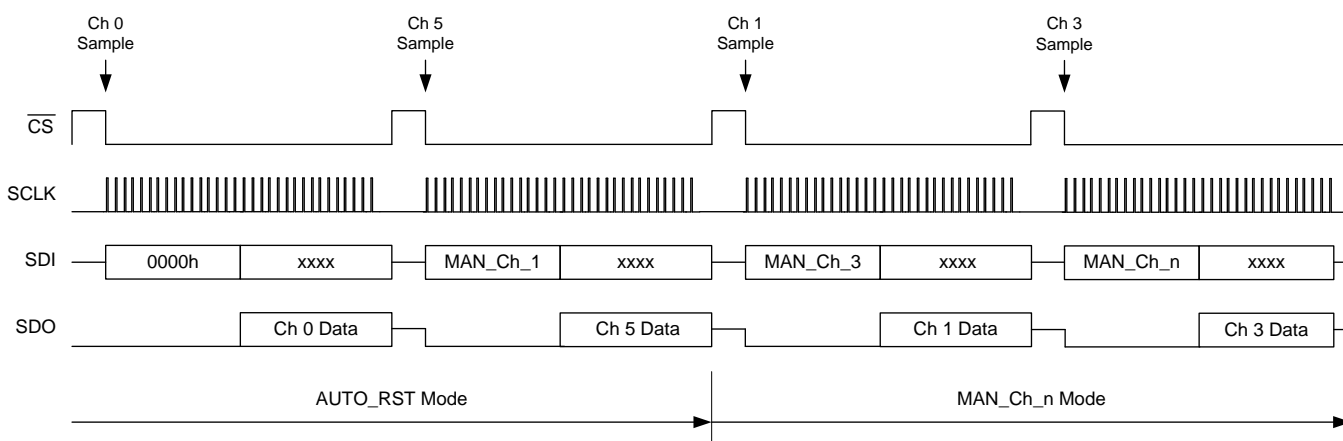 Ch 0
Sample
Ch 5
Sample
Ch 1
Sample
Ch 3
Sample
CS
SCLK
SDI
0000h
xxxx
MAN_Ch_1
xxxx
MAN_Ch_3
xxxx
MAN_Ch_n
xxxx
SDO
Ch 0 Data
Ch 5 Data
Ch 1 Data
Ch 3 Data
AUTO_RST Mode
MAN_Ch_n Mode